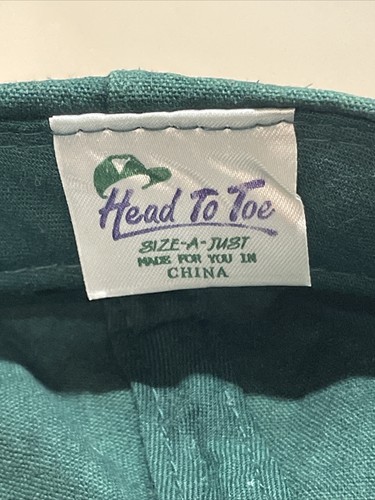 Head To Toe
SIZE-A-JUST
MADE FOR YOU IN
CHINA